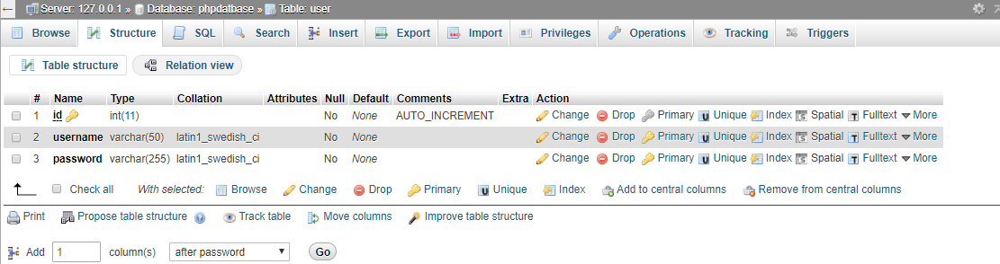 Server: 127.0.0.1 » Database: phpdatbase » Table: user
Browse Structure SQL Search Insert Export Import Privileges Operations Tracking Triggers
Table structure Relation view
# Name Type Collation Attributes Null Default Comments Extra Action
1 id int(11) No None AUTO_INCREMENT Change Drop Primary Unique Index Spatial Fulltext More
2 username varchar(50) latin1_swedish_ci No None Change Drop Primary Unique Index Spatial Fulltext More
3 password varchar(255) latin1_swedish_ci No None Change Drop Primary Unique Index Spatial Fulltext More
Check all With selected: Browse Change Drop Primary Unique Index Add to central columns Remove from central columns
Print Propose table structure Track table Move columns Improve table structure
Add 1 column(s) after password Go